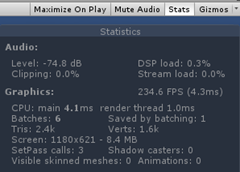 Maximize On Play Mute Audio Stats Gizmos
Statistics
Audio:
Level: -74.8 dB DSP load: 0.3%
Clipping: 0.0% Stream load: 0.0%
Graphics: 234.6 FPS (4.3ms)
CPU: main 4.1ms render thread 1.0ms
Batches: 6 Saved by batching: 1
Tris: 2.4k Verts: 1.6k
Screen: 1180x621 - 8.4 MB
SetPass calls: 3 Shadow casters: 0
Visible skinned meshes: 0 Animations: 0